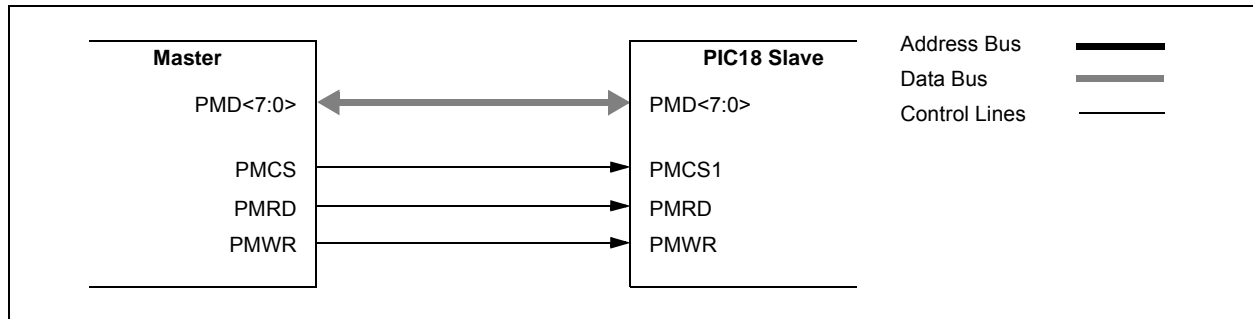 Master
PMD<7:0>
PMCS
PMRD
PMWR
PIC18 Slave
PMD<7:0>
PMCS1
PMRD
PMWR
Address Bus
Data Bus
Control Lines